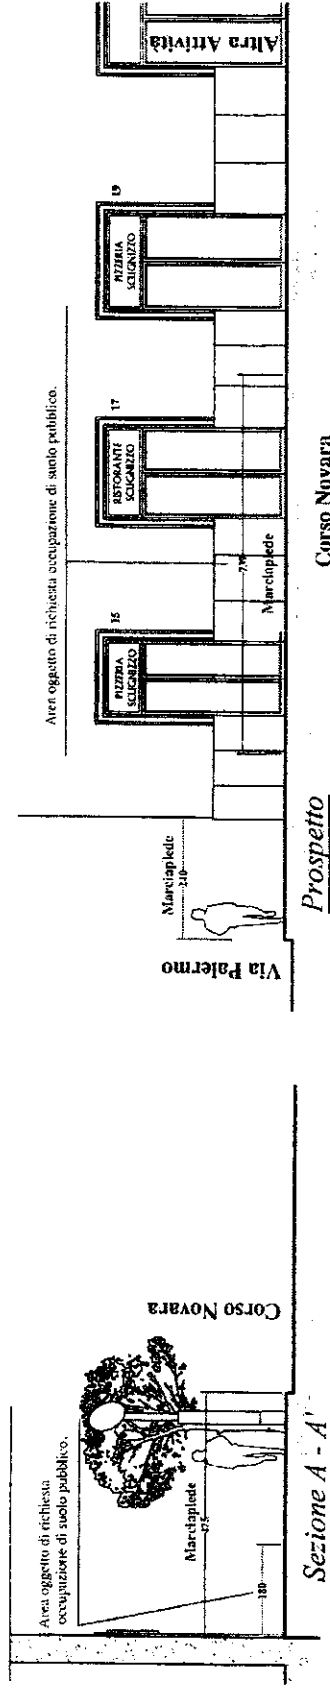 Area oggetto di richiesta
occupazione di suolo pubblico.
Marciapiede
475
180
Corso Novara
Sezione A - A'
Via Palermo
Marciapiede
240
Area oggetto di richiesta occupazione di suolo pubblico.
15
PIZZERIA
SCUGNIZZO
17
RISTORANTE
SCUGNIZZO
19
PIZZERIA
SCUGNIZZO
Altra Attività
Marciapiede
Corso Novara
Prospetto